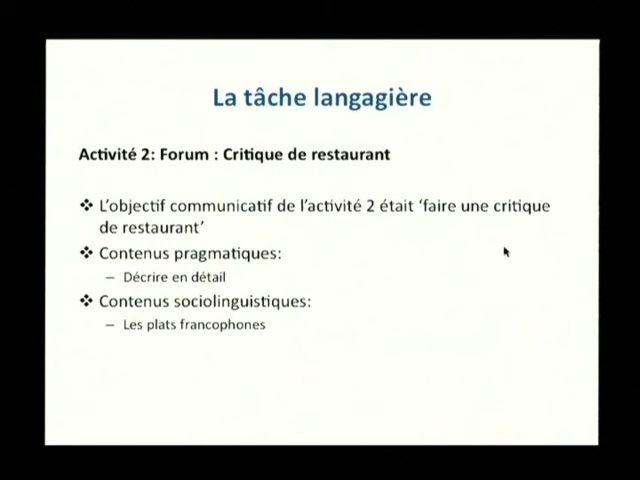 La tâche langagière
Activité 2: Forum : Critique de restaurant
❖ L'objectif communicatif de l'activité 2 était ‘faire une critique
de restaurant’
❖ Contenus pragmatiques:
– Décrire en détail
❖ Contenus sociolinguistiques:
– Les plats francophones